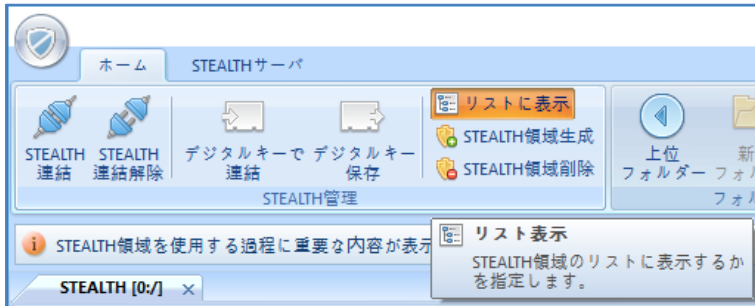 ホーム STEALTHサーバ
STEALTH
連結
STEALTH
連結解除
デジタルキーで
連結
デジタルキー
保存
リストに表示
STEALTH領域生成
STEALTH領域削除
STEALTH管理
上位
フォルダー
新
フォル
フォル
STEALTH領域を使用する過程に重要な内容が表示
リスト表示
STEALTH領域のリストに表示するか
を指定します。
STEALTH [0:/]